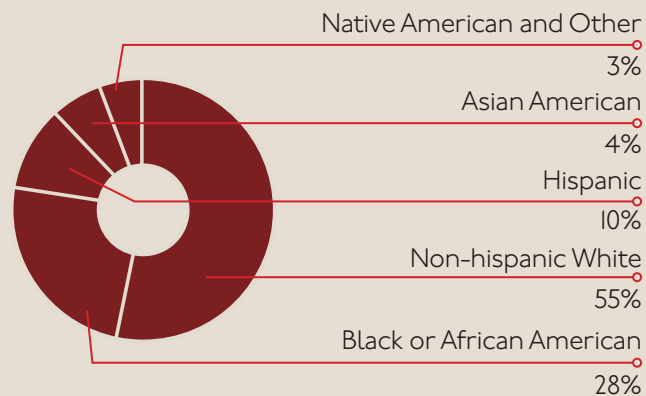 Native American and Other
3%
Asian American
4%
Hispanic
10%
Non-hispanic White
55%
Black or African American
28%